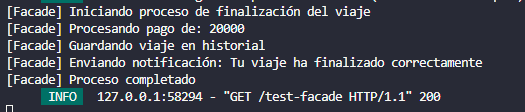 [Facade] Iniciando proceso de finalización del viaje
[Facade] Procesando pago de: 20000
[Facade] Guardando viaje en historial
[Facade] Enviando notificación: Tu viaje ha finalizado correctamente
[Facade] Proceso completado
INFO 127.0.0.1:58294 - "GET /test-facade HTTP/1.1" 200